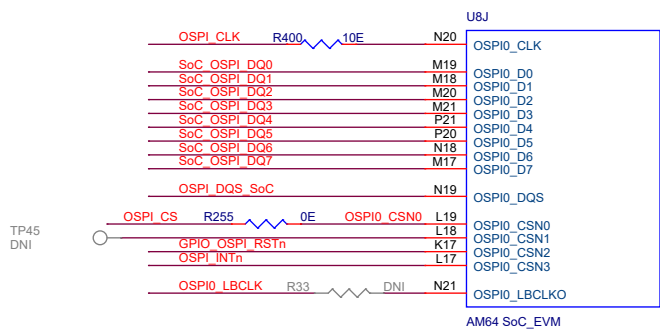 U8J
OSPI_CLK R400 10E N20 OSPI0_CLK
SoC_OSPI_DQ0 M19 OSPI0_D0
SoC_OSPI_DQ1 M18 OSPI0_D1
SoC_OSPI_DQ2 M20 OSPI0_D2
SoC_OSPI_DQ3 M21 OSPI0_D3
SoC_OSPI_DQ4 P21 OSPI0_D4
SoC_OSPI_DQ5 P20 OSPI0_D5
SoC_OSPI_DQ6 N18 OSPI0_D6
SoC_OSPI_DQ7 M17 OSPI0_D7
OSPI_DQS_SoC N19 OSPI0_DQS
OSPI_CS R255 0E OSPI0_CSN0 L19 OSPI0_CSN0
TP45 L18 OSPI0_CSN1
DNI
GPIO_OSPI_RSTn K17 OSPI0_CSN2
OSPI_INTn L17 OSPI0_CSN3
OSPI0_LBCLK R33 DNI N21 OSPI0_LBCLKO
AM64 SoC_EVM